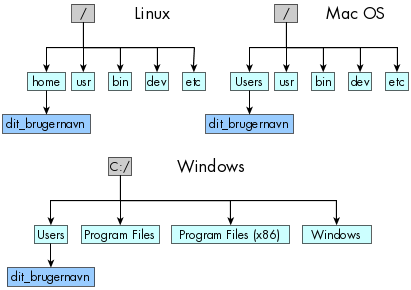 / Linux
home usr bin dev etc
dit_brugernavn
/ Mac OS
Users usr bin dev etc
dit_brugernavn
C:/ Windows
Users Program Files Program Files (x86) Windows
dit_brugernavn